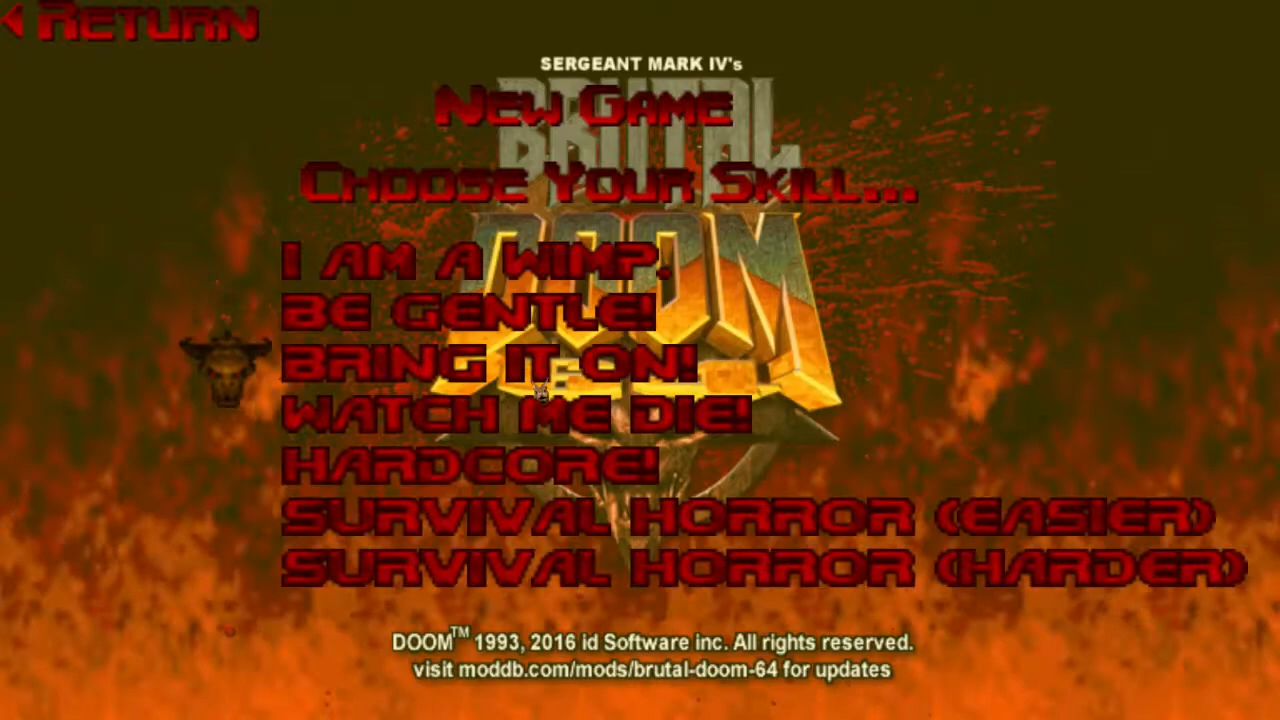 RETURN
SERGEANT MARK IV's
BRUTAL
NEW GAME
CHOOSE YOUR SKILL...
DOOM
I AM A WIMP.
BE GENTLE!
BRING IT ON!
WATCH ME DIE!
HARDCORE!
SURVIVAL HORROR (EASIER)
SURVIVAL HORROR (HARDER)
DOOM™ 1993, 2016 id Software inc. All rights reserved.
visit moddb.com/mods/brutal-doom-64 for updates